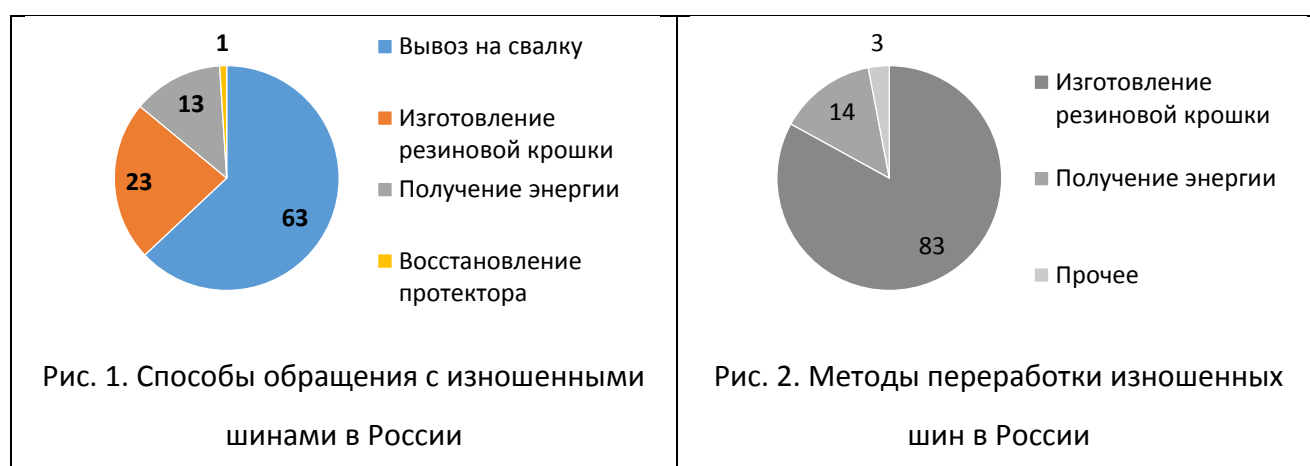 1
13
23
63
Вывоз на свалку
Изготовление
резиновой крошки
Получение энергии
Восстановление
протектора
Рис. 1. Способы обращения с изношенными
шинами в России
3
14
83
Изготовление
резиновой крошки
Получение энергии
Прочее
Рис. 2. Методы переработки изношенных
шин в России